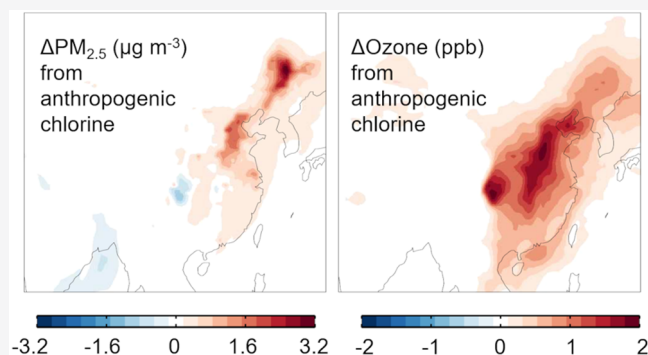 ΔPM₂.₅ (μg m⁻³)
from
anthropogenic
chlorine
ΔOzone (ppb)
from
anthropogenic
chlorine
-3.2 -1.6 0 1.6 3.2
-2 -1 0 1 2